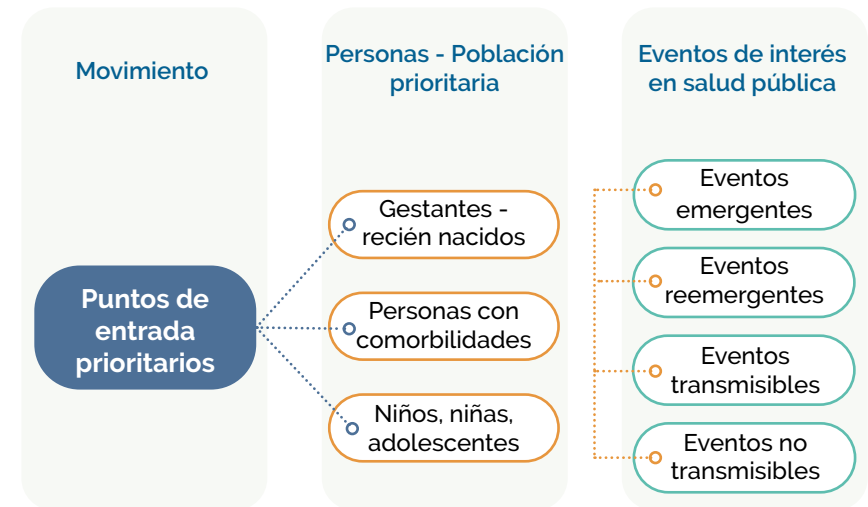 Movimiento
Puntos de
entrada
prioritarios
Personas - Población
prioritaria
Gestantes -
recién nacidos
Personas con
comorbilidades
Niños, niñas,
adolescentes
Eventos de interés
en salud pública
Eventos
emergentes
Eventos
reemergentes
Eventos
transmisibles
Eventos no
transmisibles